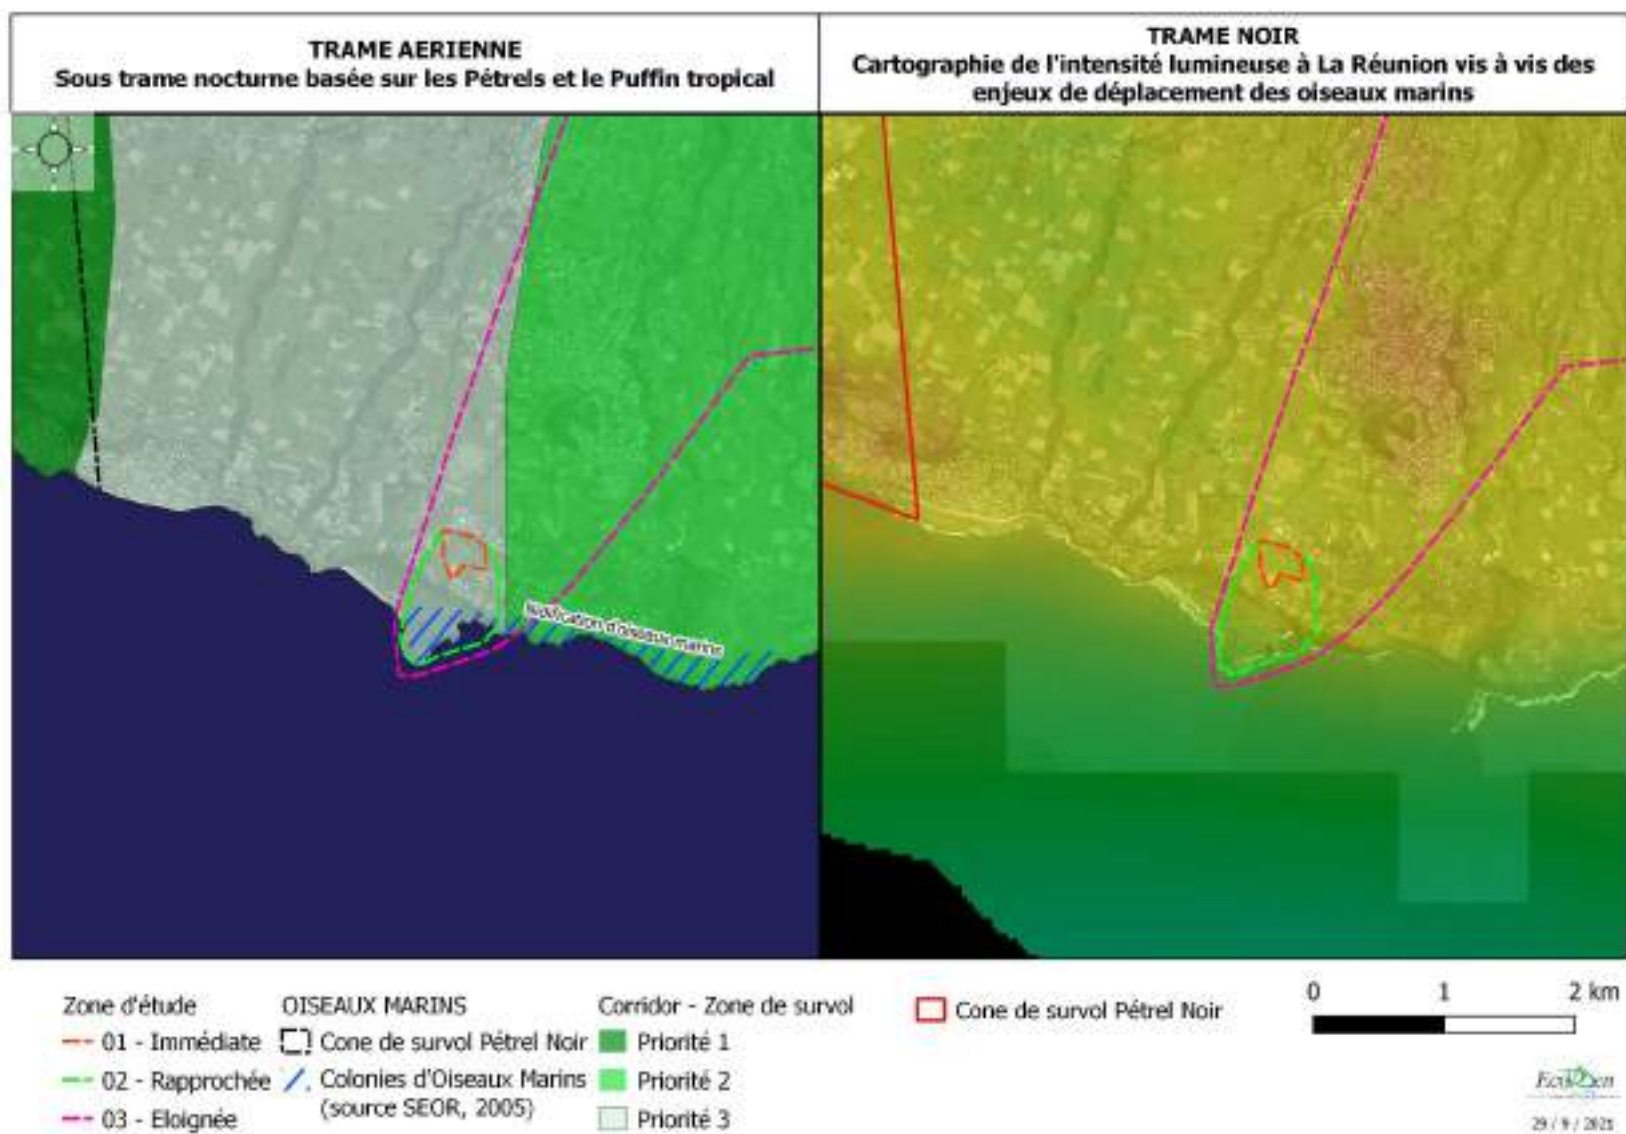 TRAME AERIENNE
Sous trame nocturne basée sur les Pétrels et le Puffin tropical
TRAME NOIR
Cartographie de l'intensité lumineuse à La Réunion vis à vis des
enjeux de déplacement des oiseaux marins
Nidification d'oiseaux marins
Zone d'étude
01 - Immédiate
02 - Rapprochée
03 - Eloignée
OISEAUX MARINS
Cone de survol Pétrel Noir
Colonies d'Oiseaux Marins
(source SEOR, 2005)
Corridor - Zone de survol
Priorité 1
Priorité 2
Priorité 3
Cone de survol Pétrel Noir
0 1 2 km
29 / 9 / 2021